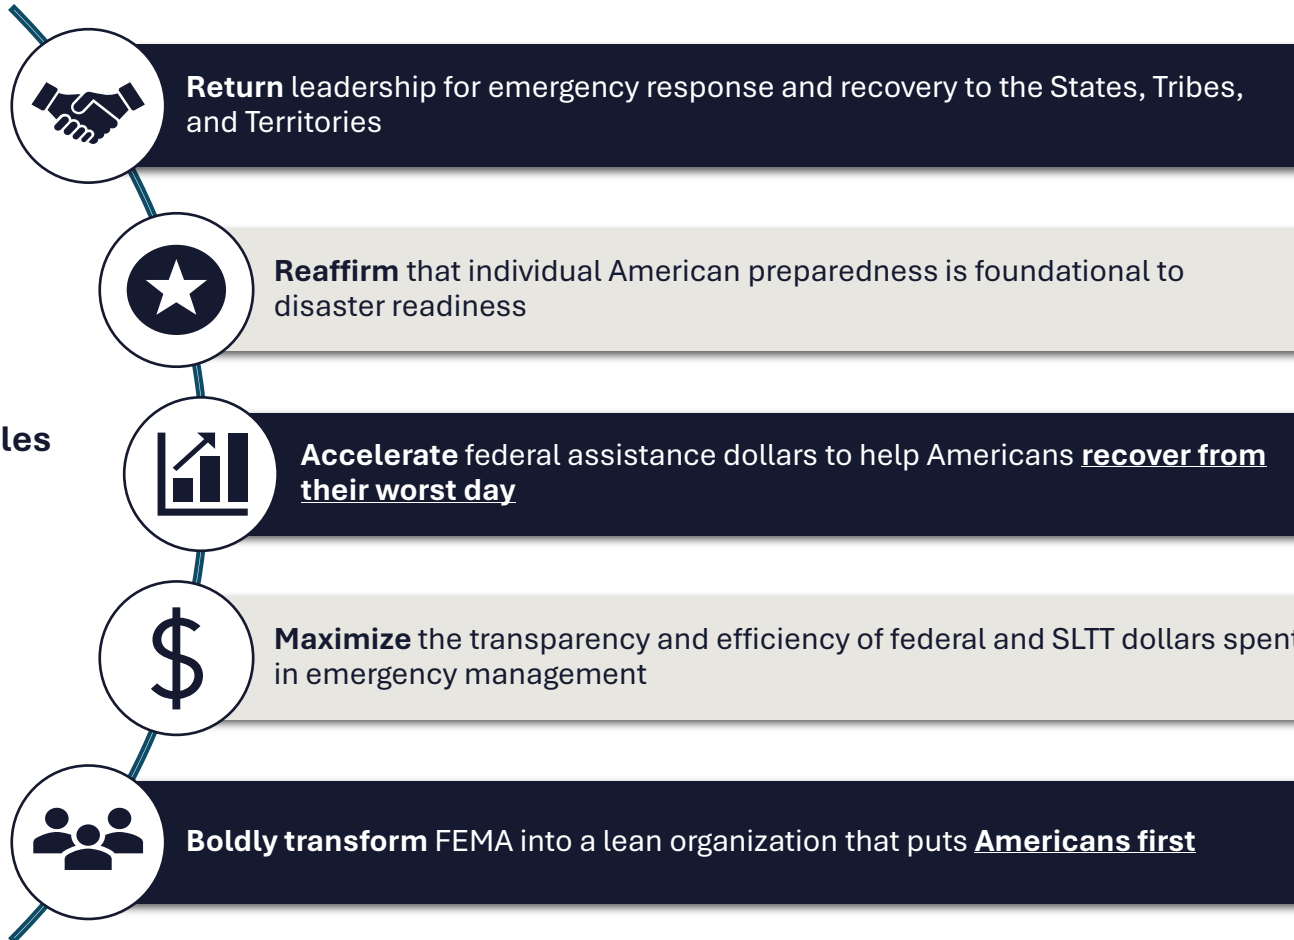 Return leadership for emergency response and recovery to the States, Tribes,
and Territories
Reaffirm that individual American preparedness is foundational to
disaster readiness
les
Accelerate federal assistance dollars to help Americans recover from
their worst day
$
Maximize the transparency and efficiency of federal and SLTT dollars spent
in emergency management
Boldly transform FEMA into a lean organization that puts Americans first